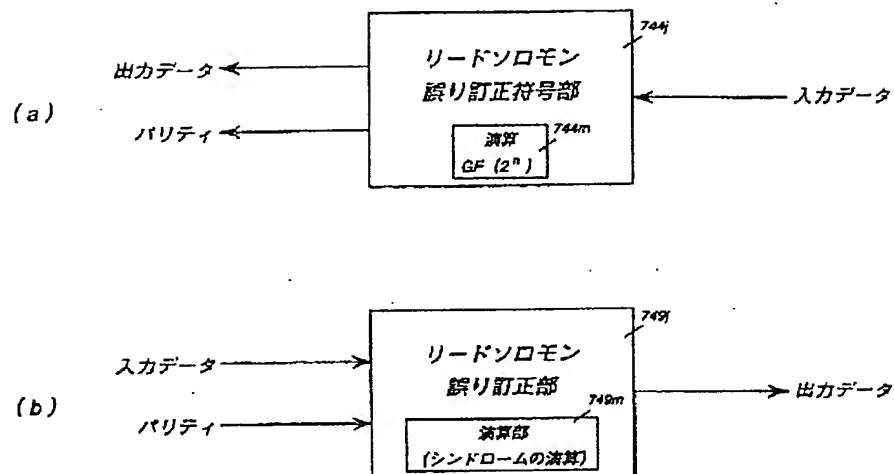 (a)
出力データ
パリティ
リードソロモン
誤り訂正符号部
744j
演算
GF (2ⁿ)
744m
入力データ
(b)
入力データ
パリティ
リードソロモン
誤り訂正部
749j
演算部
(シンドロームの演算)
749m
出力データ